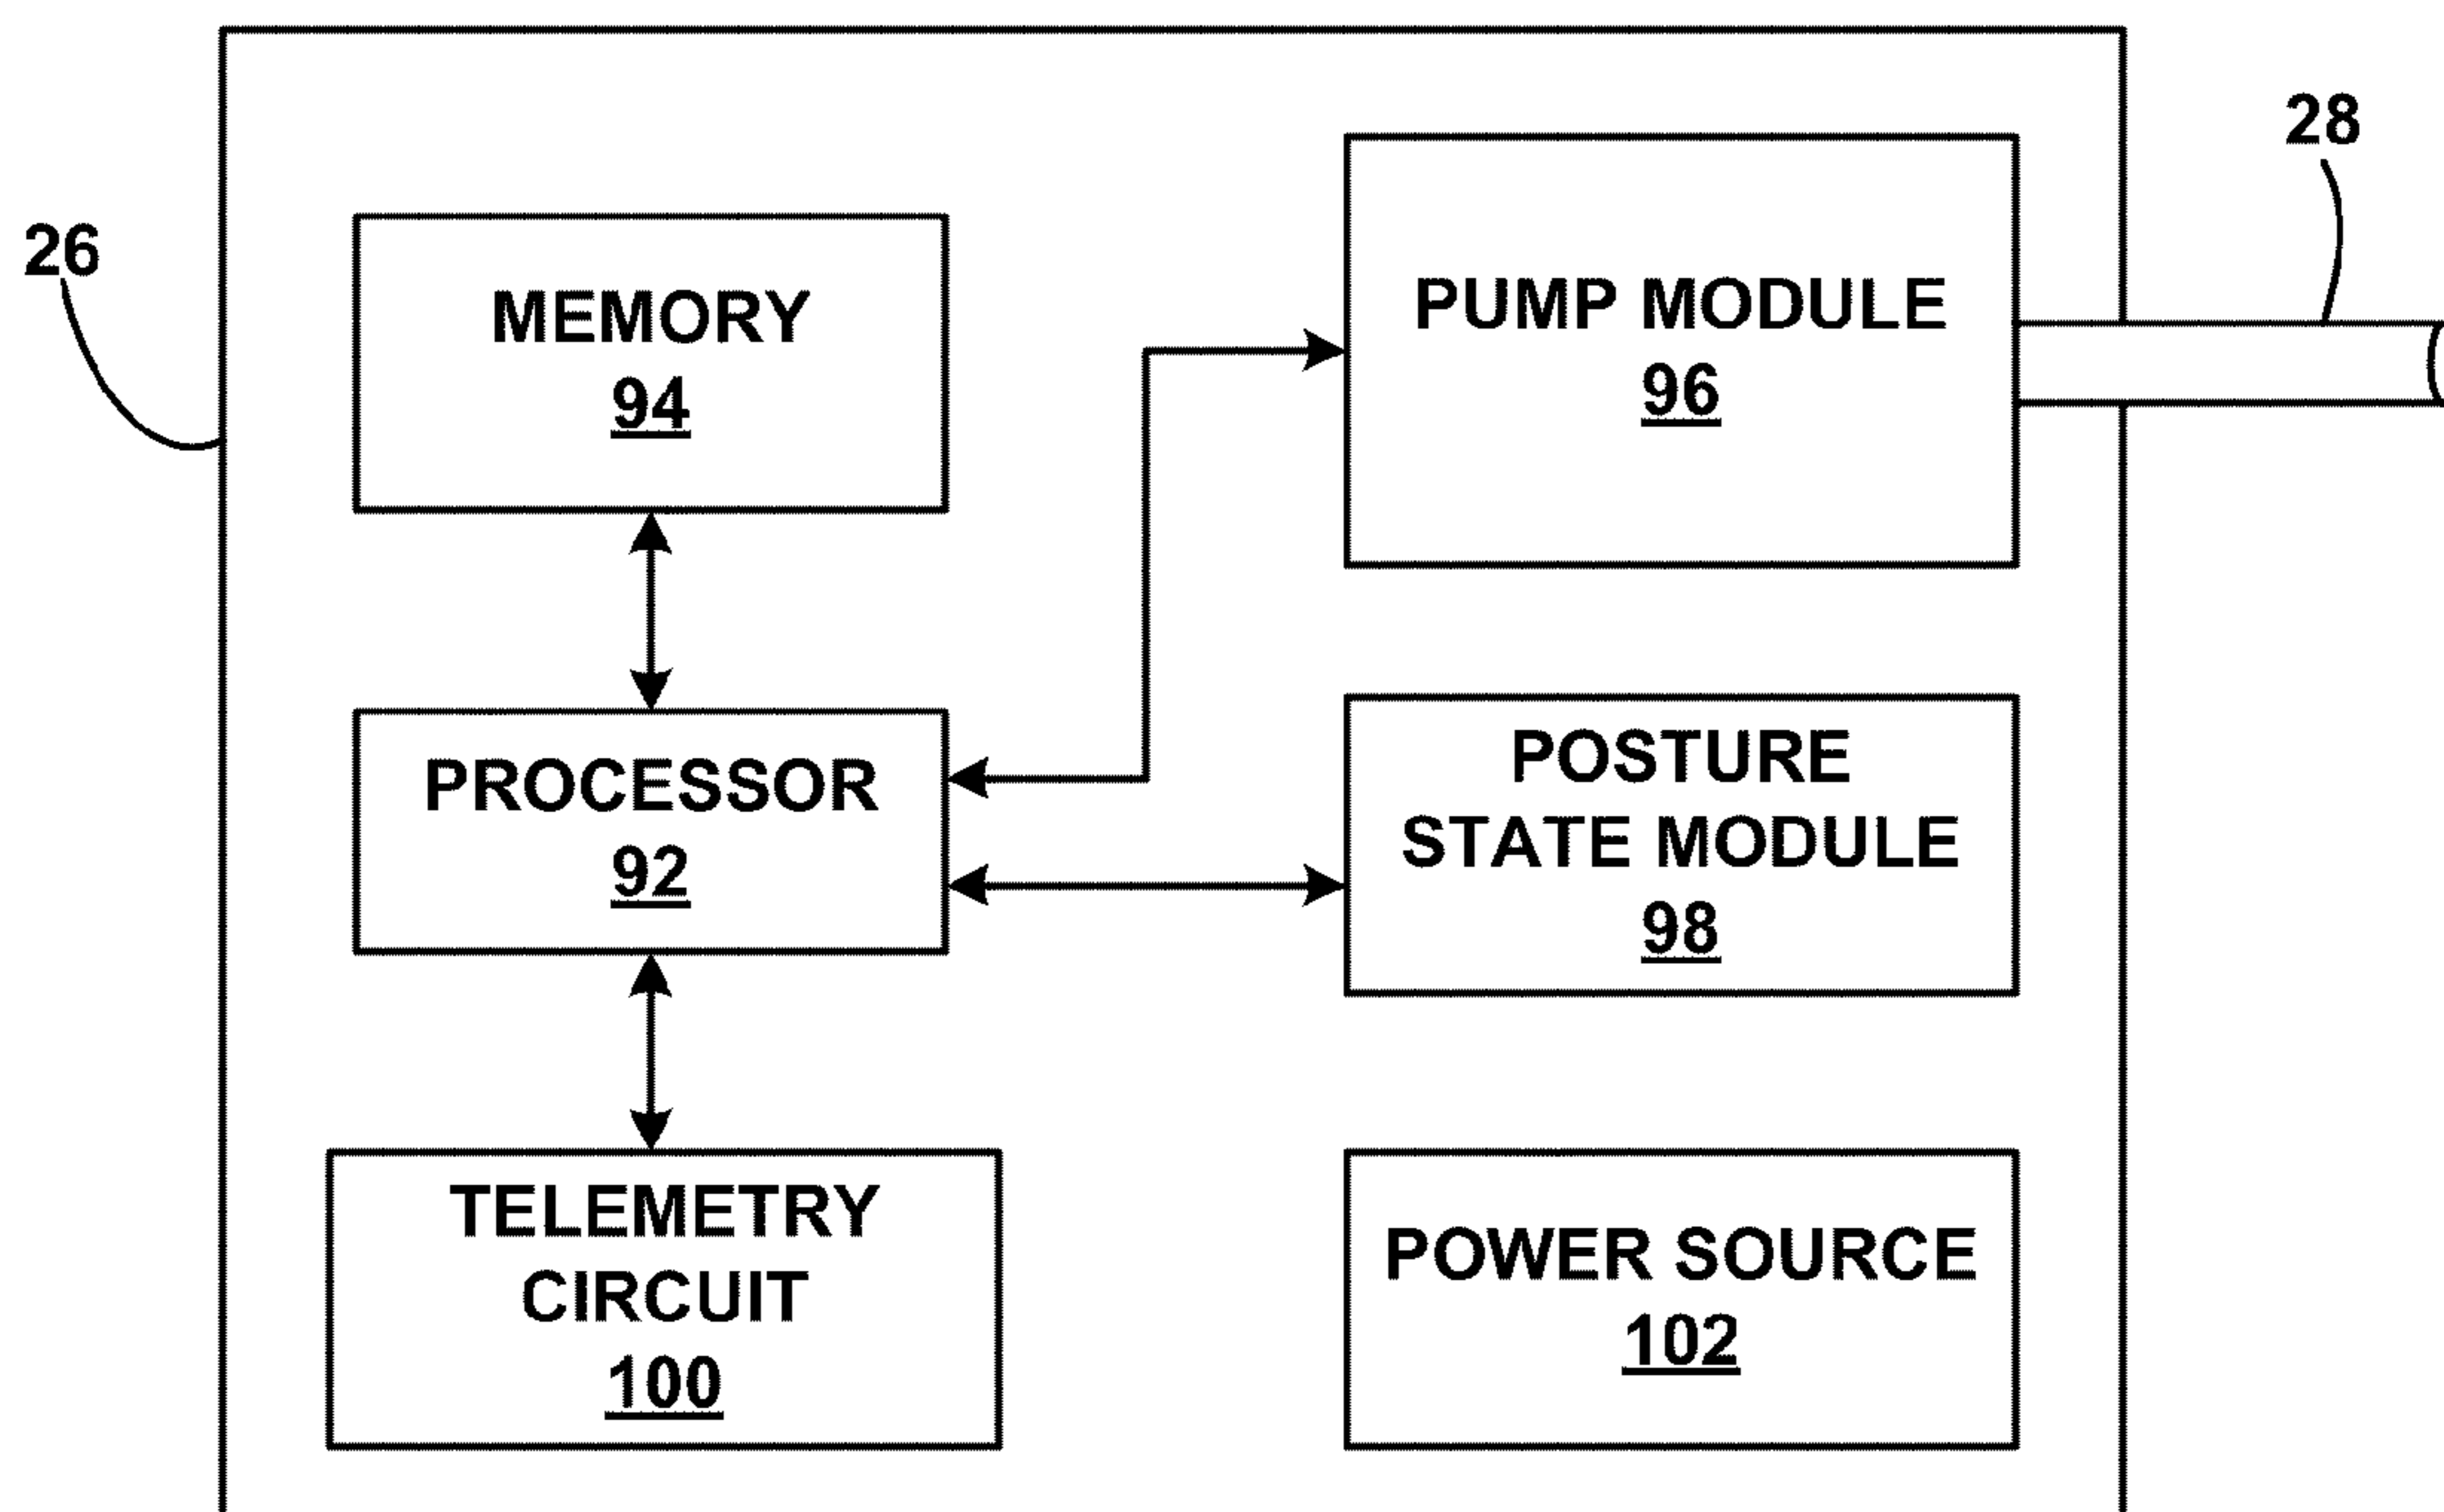 28
26
MEMORY
94
PUMP MODULE
96
PROCESSOR
92
POSTURE
STATE MODULE
98
TELEMETRY
CIRCUIT
100
POWER SOURCE
102